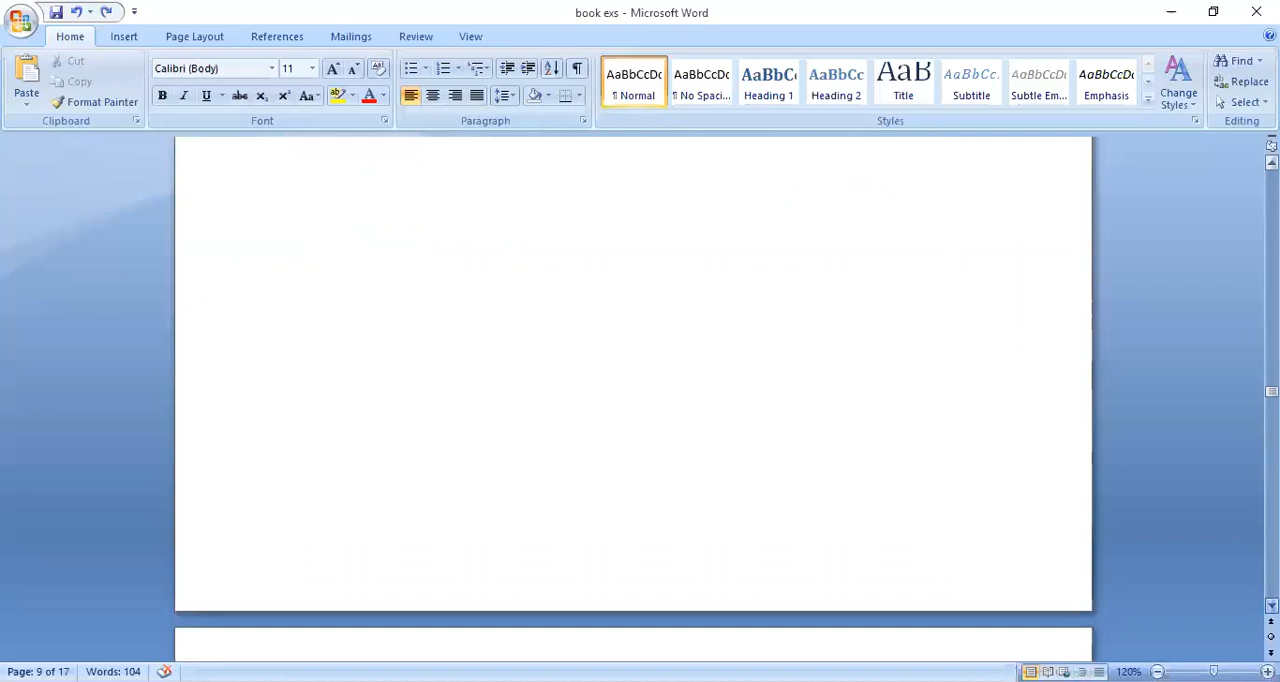 book exs - Microsoft Word
Home Insert Page Layout References Mailings Review View
Paste
Cut
Copy
Format Painter
Clipboard
Calibri (Body) 11
Font
Paragraph
AaBbCcDc AaBbCcDc AaBbC AaBbCc AaB AaBbCc. AaBbCcDc AaBbCcDc
¶ Normal ¶ No Spaci... Heading 1 Heading 2 Title Subtitle Subtle Em... Emphasis
Change Styles
Styles
Find
Replace
Select
Editing
Page: 9 of 17 Words: 104 120%